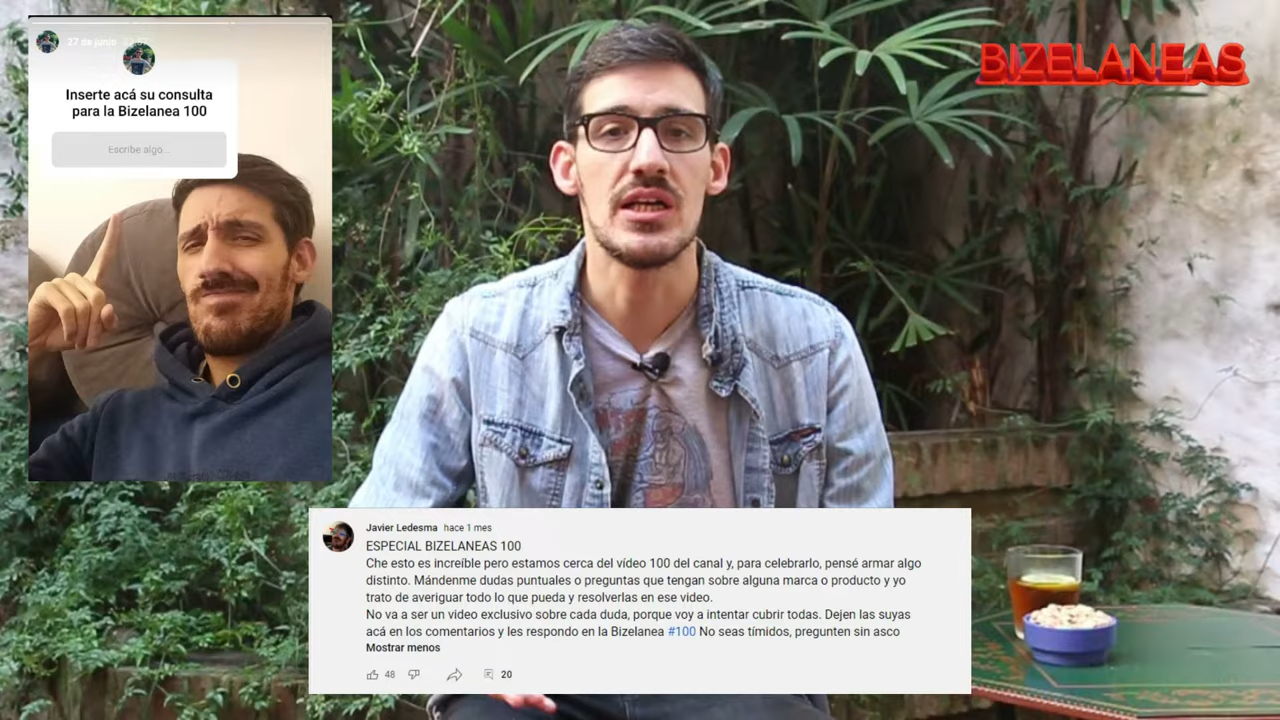 27 de junio
Inserte acá su consulta
para la Bizelanea 100
Escribe algo...
BIZELANEAS
Javier Ledesma hace 1 mes
ESPECIAL BIZELANEAS 100
Che esto es increíble pero estamos cerca del vídeo 100 del canal y, para celebrarlo, pensé armar algo
distinto. Mándenme dudas puntuales o preguntas que tengan sobre alguna marca o producto y yo
trato de averiguar todo lo que pueda y resolverlas en ese video.
No va a ser un video exclusivo sobre cada duda, porque voy a intentar cubrir todas. Dejen las suyas
acá en los comentarios y les respondo en la Bizelanea #100 No seas tímidos, pregunten sin asco
Mostrar menos
48 20